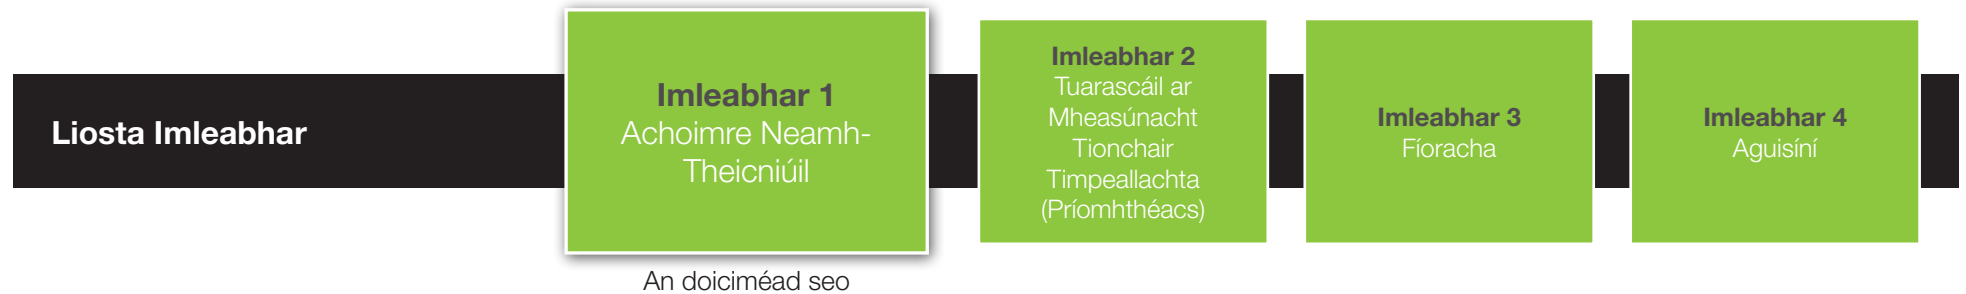 Liosta Imleabhar
Imleabhar 1
Achoimre Neamh-
Theicniúil
An doiciméad seo
Imleabhar 2
Tuarascáil ar
Mheasúnacht
Tionchair
Timpeallachta
(Príomhthéacs)
Imleabhar 3
Fíoracha
Imleabhar 4
Aguisíní